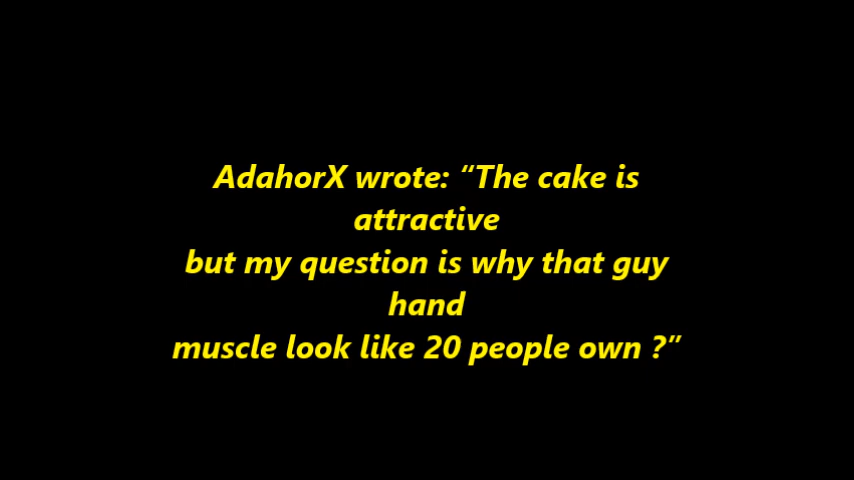 AdahorX wrote: “The cake is
attractive
but my question is why that guy
hand
muscle look like 20 people own ?”